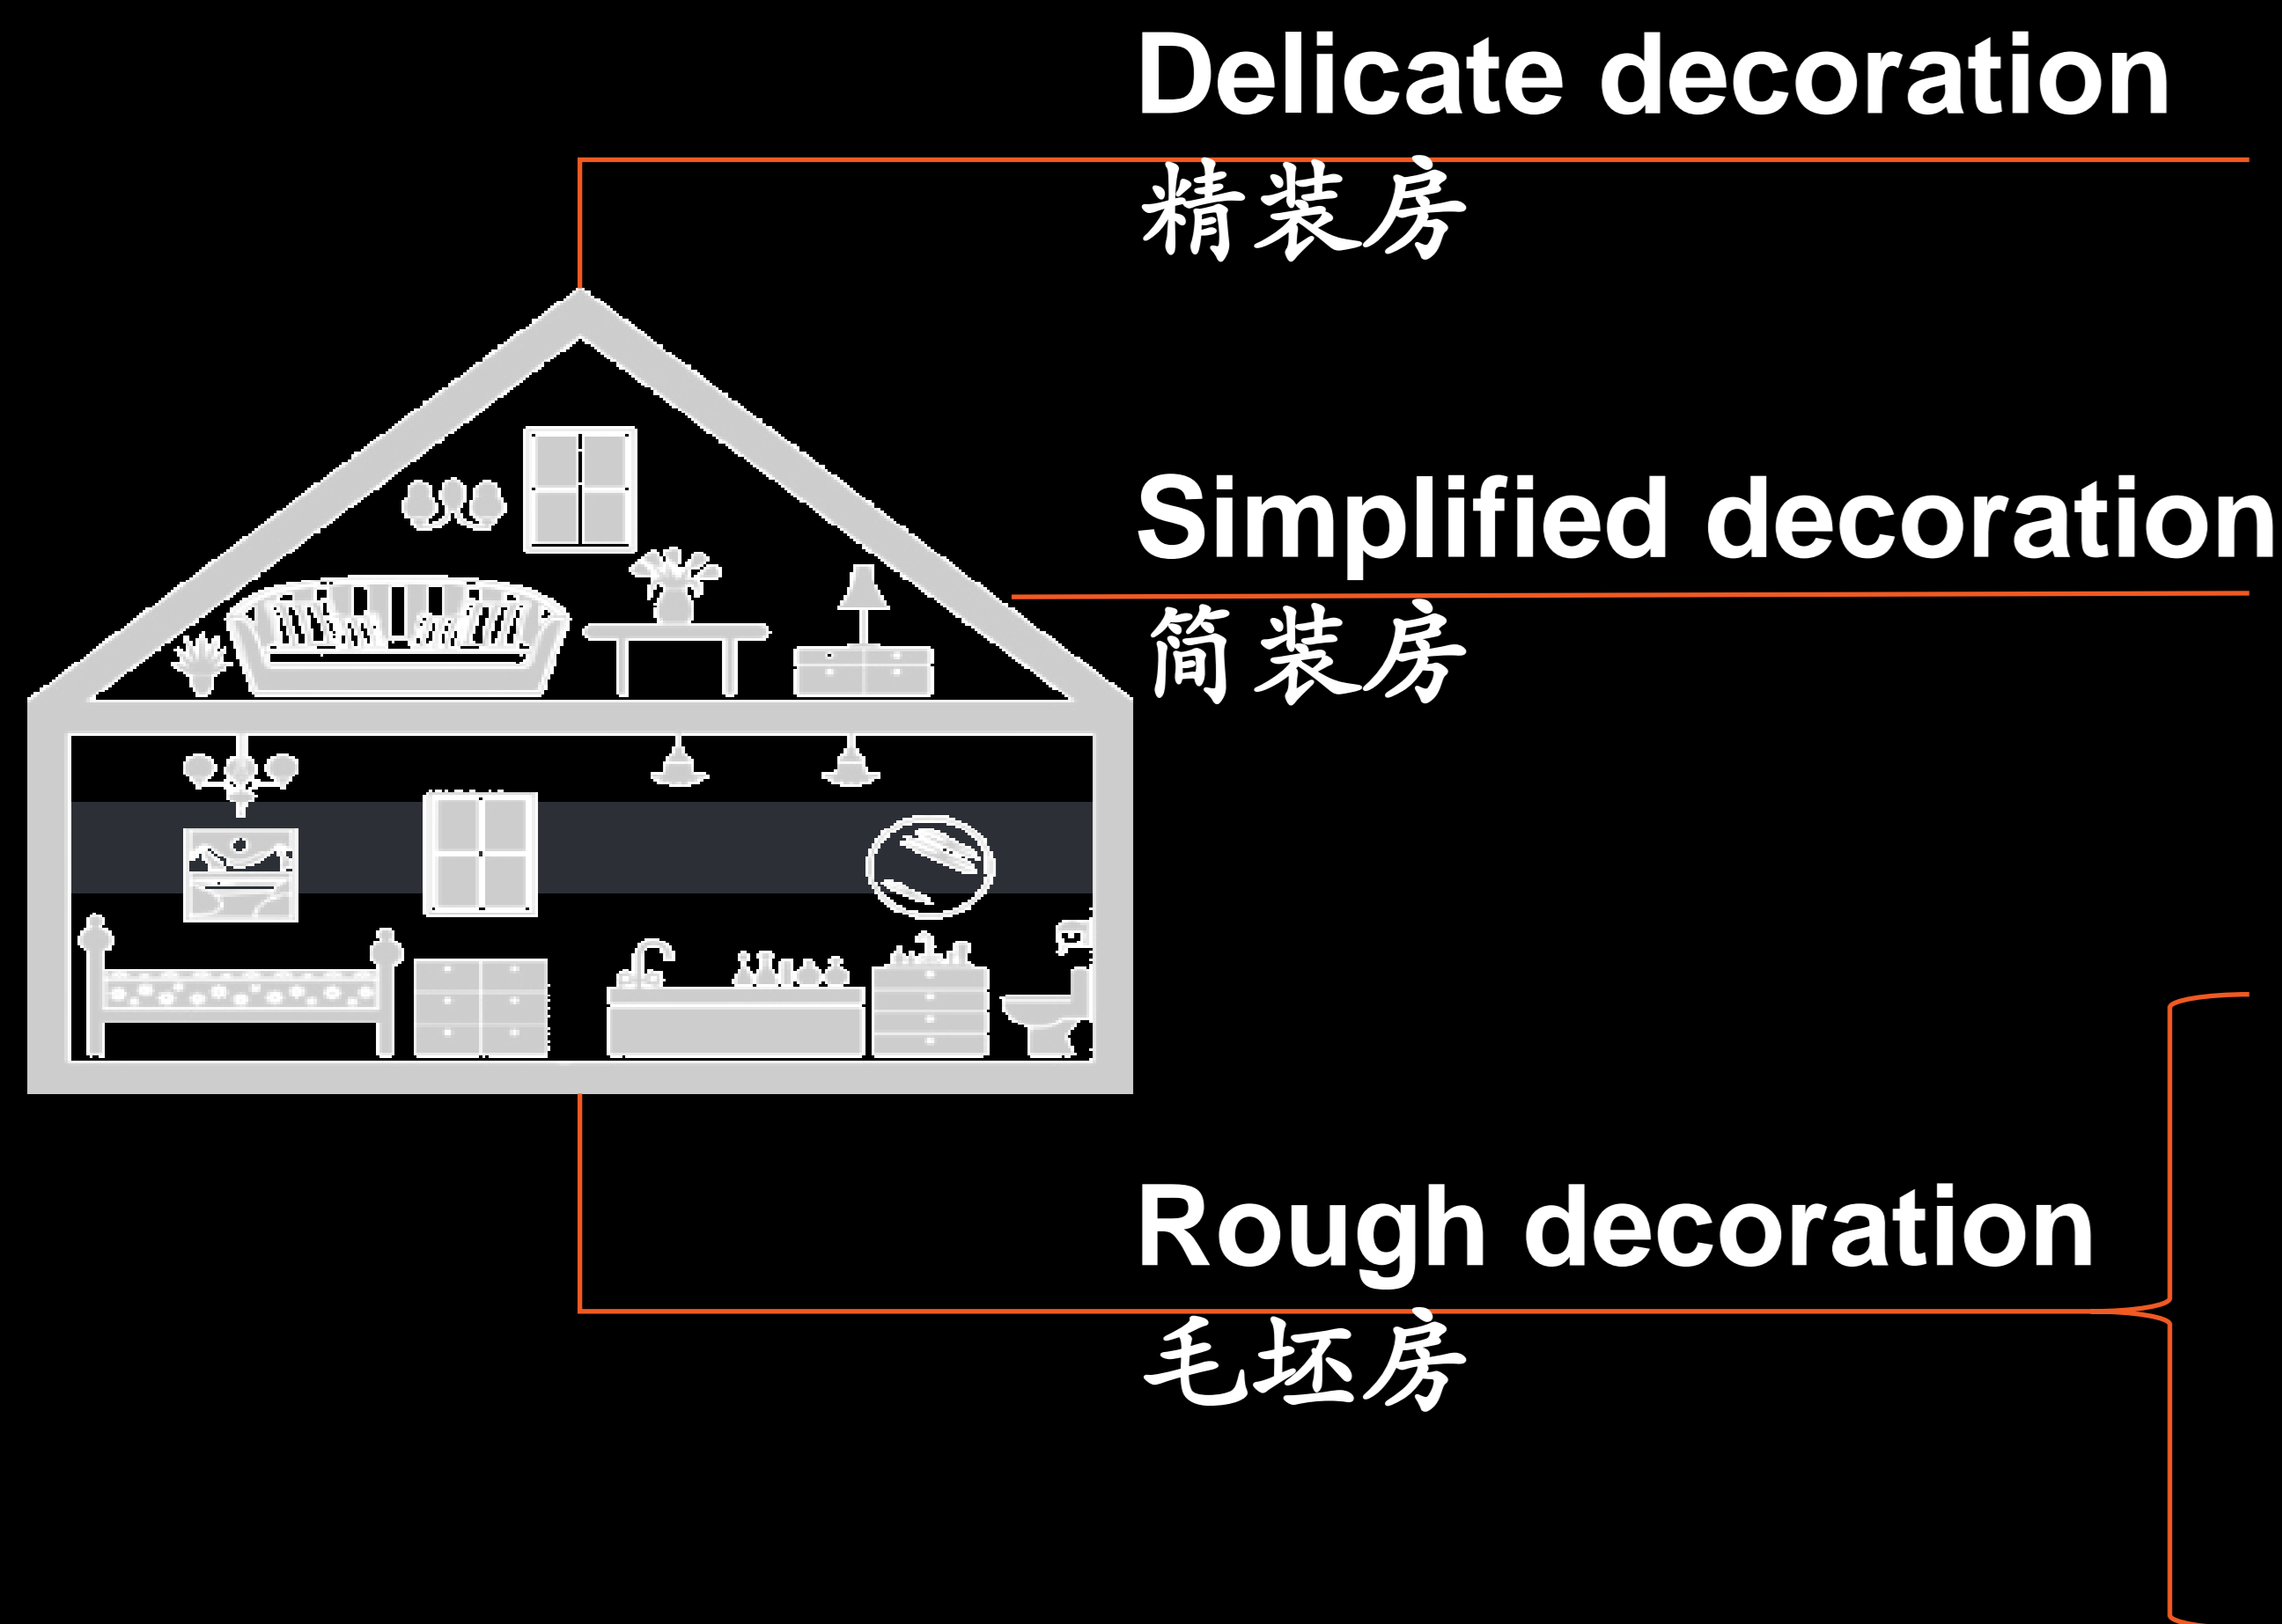 Delicate decoration
精装房
Simplified decoration
简装房
Rough decoration
毛坯房